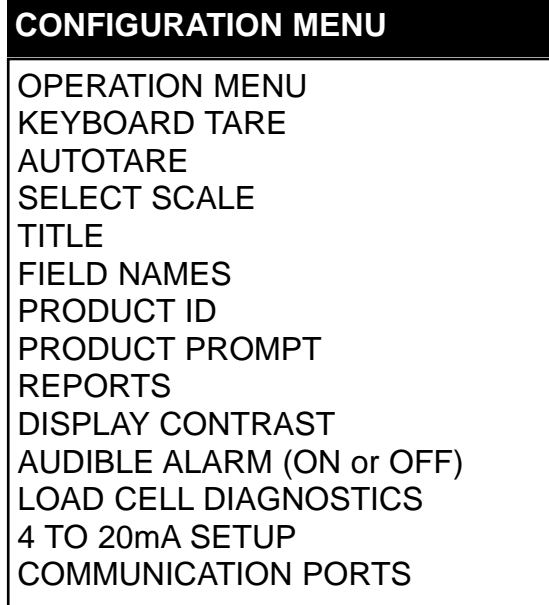 CONFIGURATION MENU
OPERATION MENU
KEYBOARD TARE
AUTOTARE
SELECT SCALE
TITLE
FIELD NAMES
PRODUCT ID
PRODUCT PROMPT
REPORTS
DISPLAY CONTRAST
AUDIBLE ALARM (ON or OFF)
LOAD CELL DIAGNOSTICS
4 TO 20mA SETUP
COMMUNICATION PORTS